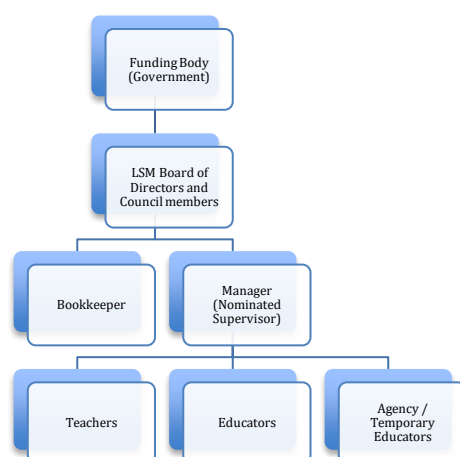 Funding Body
(Government)
LSM Board of
Directors and
Council members
Bookkeeper
Manager
(Nominated
Supervisor)
Teachers
Educators
Agency /
Temporary
Educators